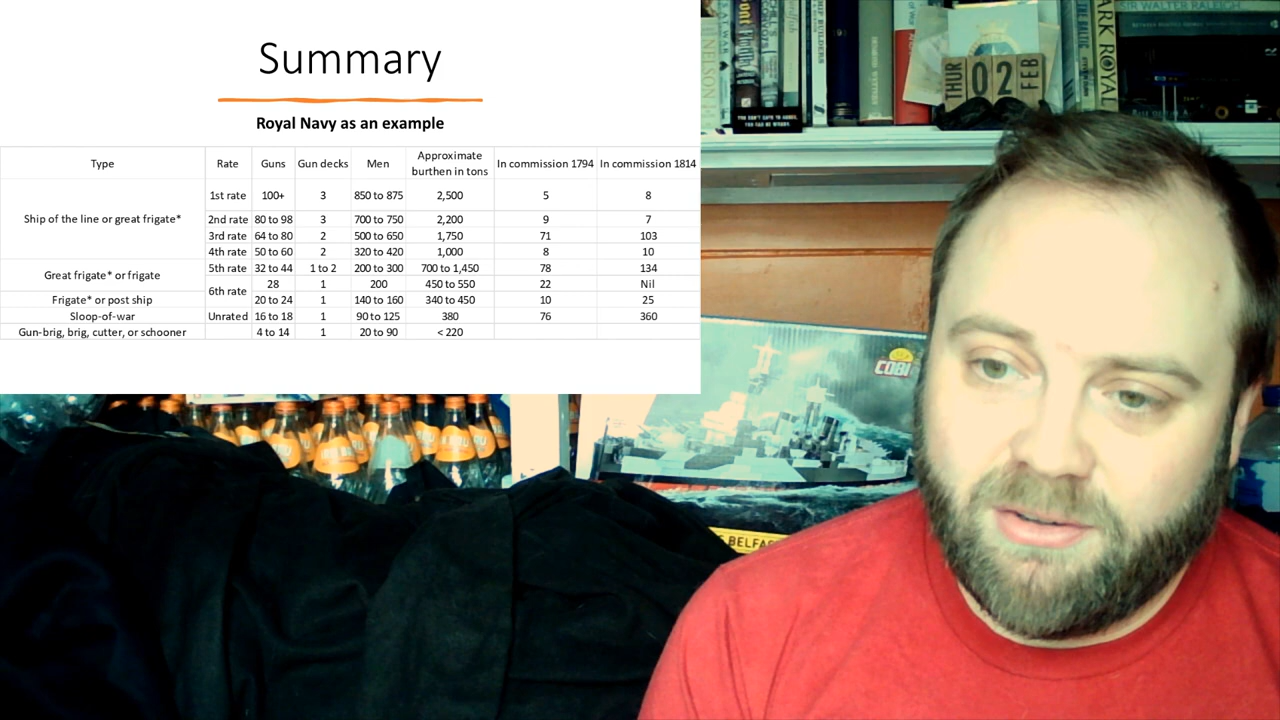 Summary
Royal Navy as an example
Type Rate Guns Gun decks Men Approximate burthen in tons In commission 1794 In commission 1814
Ship of the line or great frigate* 1st rate 100+ 3 850 to 875 2,500 5 8
2nd rate 80 to 98 3 700 to 750 2,200 9 7
3rd rate 64 to 80 2 500 to 650 1,750 71 103
4th rate 50 to 60 2 320 to 420 1,000 8 10
Great frigate* or frigate 5th rate 32 to 44 1 to 2 200 to 300 700 to 1,450 78 134
6th rate 28 1 200 450 to 550 22 Nil
Frigate* or post ship 20 to 24 1 140 to 160 340 to 450 10 25
Sloop-of-war Unrated 16 to 18 1 90 to 125 380 76 360
Gun-brig, brig, cutter, or schooner 4 to 14 1 20 to 90 < 220
THUR 02 FEB
SIR WALTER RALEIGH
ARK ROYAL
THE BALTIC
NELSON
BUILDERS
COBI